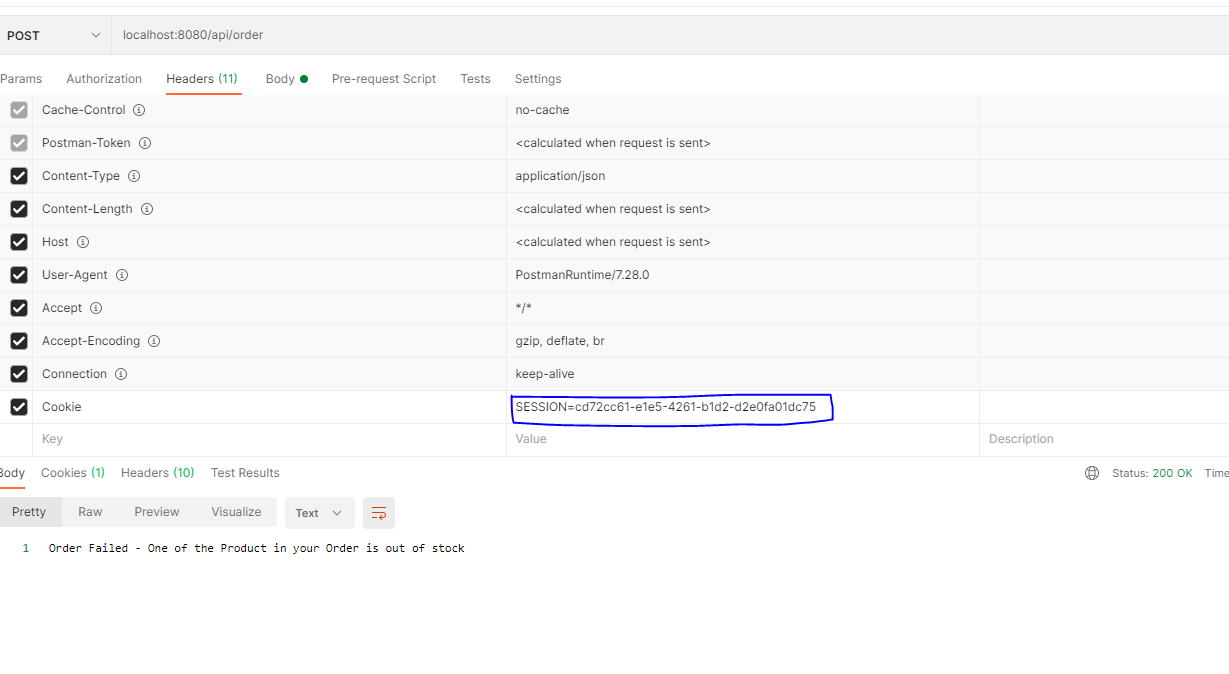 POST localhost:8080/api/order
Params Authorization Headers (11) Body Pre-request Script Tests Settings
Cache-Control no-cache
Postman-Token <calculated when request is sent>
Content-Type application/json
Content-Length <calculated when request is sent>
Host <calculated when request is sent>
User-Agent PostmanRuntime/7.28.0
Accept */*
Accept-Encoding gzip, deflate, br
Connection keep-alive
Cookie SESSION=cd72cc61-e1e5-4261-b1d2-d2e0fa01dc75
Key Value Description
Body Cookies (1) Headers (10) Test Results Status: 200 OK Time
Pretty Raw Preview Visualize Text
1 Order Failed - One of the Product in your Order is out of stock